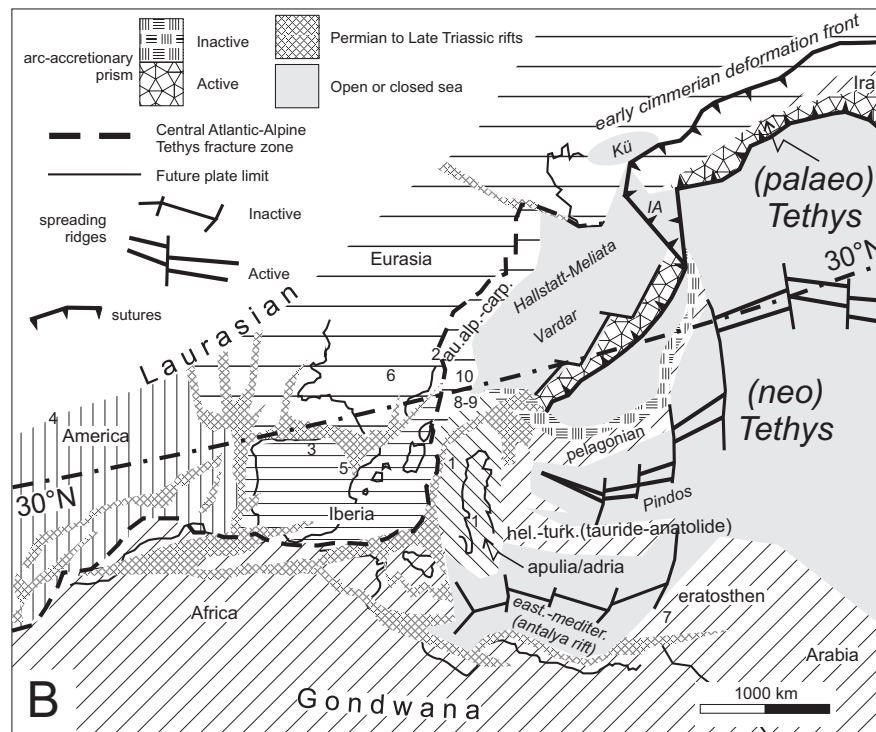 arc-accretionary
prism
Inactive
Active
Permian to Late Triassic rifts
Open or closed sea
Central Atlantic-Alpine
Tethys fracture zone
Future plate limit
spreading
ridges
Inactive
Active
sutures
early cimmerian deformation front
Ira
Kü
IA
(palaeo)
Tethys
30°N
Eurasia
Hallstatt-Meliata
Vardar
au.alp.-carp.
Laurasian
2
6
10
8-9
4
America
3
5
1
30°N
Iberia
(neo)
Tethys
pelagonian
Pindos
1
hel.-turk.(tauride-anatolide)
apulia/adria
eratosthen
east.-mediter.
(antalya rift)
7
Africa
Arabia
Gondwana
B
1000 km